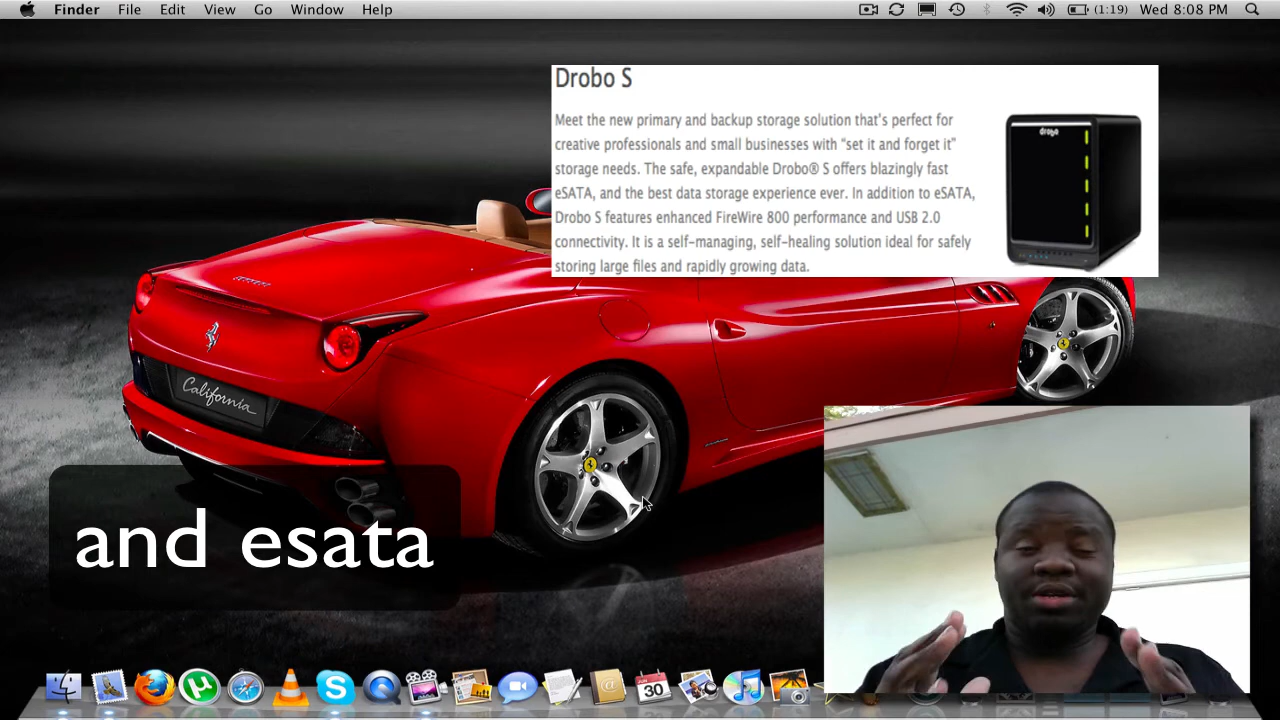 Finder File Edit View Go Window Help (1:19) Wed 8:08 PM
Drobo S
Meet the new primary and backup storage solution that's perfect for
creative professionals and small businesses with "set it and forget it"
storage needs. The safe, expandable Drobo® S offers blazingly fast
eSATA, and the best data storage experience ever. In addition to eSATA,
Drobo S features enhanced FireWire 800 performance and USB 2.0
connectivity. It is a self-managing, self-healing solution ideal for safely
storing large files and rapidly growing data.
drobo
California
and esata
JUN
30